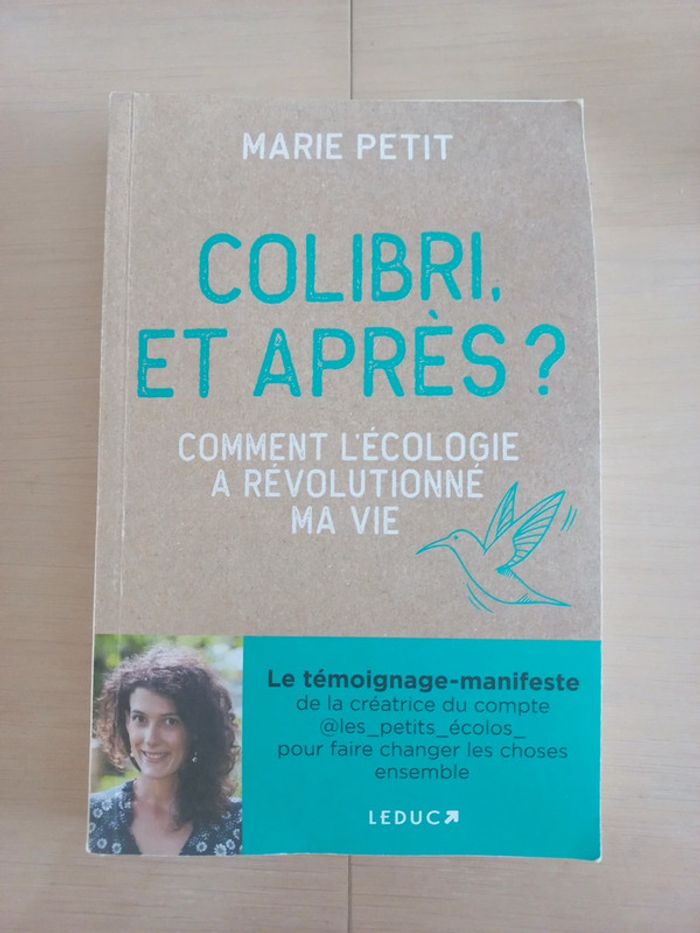 MARIE PETIT
COLIBRI,
ET APRÈS ?
COMMENT L'ÉCOLOGIE
A RÉVOLUTIONNÉ
MA VIE
Le témoignage-manifeste
de la créatrice du compte
@les_petits_écolos_
pour faire changer les choses
ensemble
LEDUC